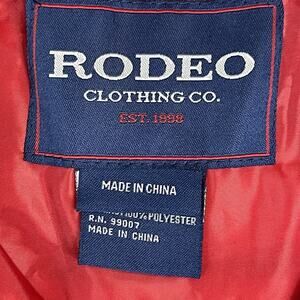 RODEO
CLOTHING CO.
EST. 1998
MADE IN CHINA
100% POLYESTER
R.N. 99007
MADE IN CHINA